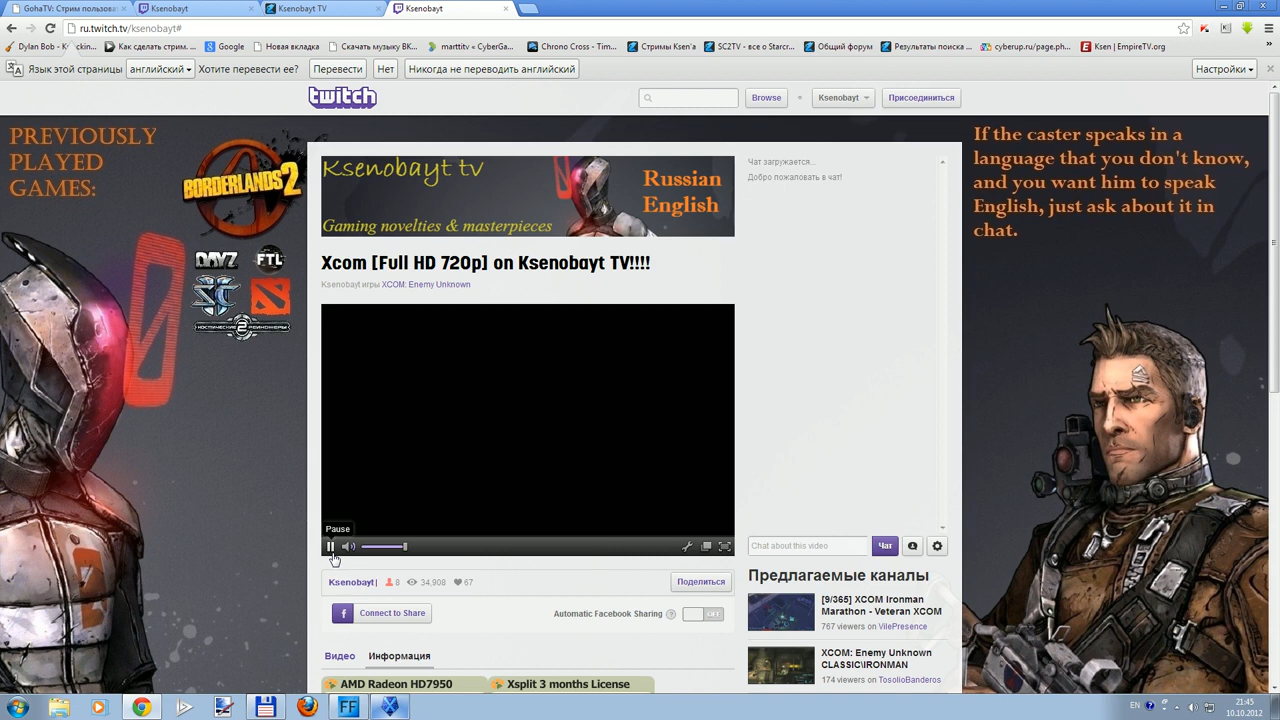 GohaTV: Стрим пользова
Ksenobayt
Ksenobayt TV
Ksenobayt
ru.twitch.tv/ksenobayt#
Как сделать стрим. ...
Google
Новая вкладка
Скачать музыку ВК...
marttitv ✓ CyberGa...
Chrono Cross - Tim...
Стримы Ksen'a
SC2TV - все о Starcr...
Общий форум
Результаты поиска ...
cyberup.ru/page.ph...
Ksen | EmpireTV.org
Язык этой страницы
английский
Хотите перевести ее?
Перевести
Нет
Никогда не переводить английский
Настройки
twitch
Browse
Ksenobayt
Присоединиться
PREVIOUSLY
PLAYED
GAMES:
BORDERLANDS 2
DAYZ
FTL
КОСМИЧЕСКИЕ 2 РЕЙНДЖЕРЫ
Ksenobayt tv
Russian
English
Gaming novelties & masterpieces
Xcom [Full HD 720p] on Ksenobayt TV!!!!
Ksenobayt игры XCOM: Enemy Unknown
Чат загружается...
Добро пожаловать в чат!
If the caster speaks in a
language that you don't know,
and you want him to speak
English, just ask about it in
chat.
Pause
Chat about this video
Чат
Ksenobayt| 8 34,908 67
Поделиться
Connect to Share
Automatic Facebook Sharing ?
OFF
Предлагаемые каналы
[9/365] XCOM Ironman
Marathon - Veteran XCOM
767 viewers on VilePresence
XCOM: Enemy Unknown
CLASSIC\IRONMAN
174 viewers on TosolioBanderos
Видео
Информация
AMD Radeon HD7950
Xsplit 3 months License
FF
EN
21:45
10.10.2012